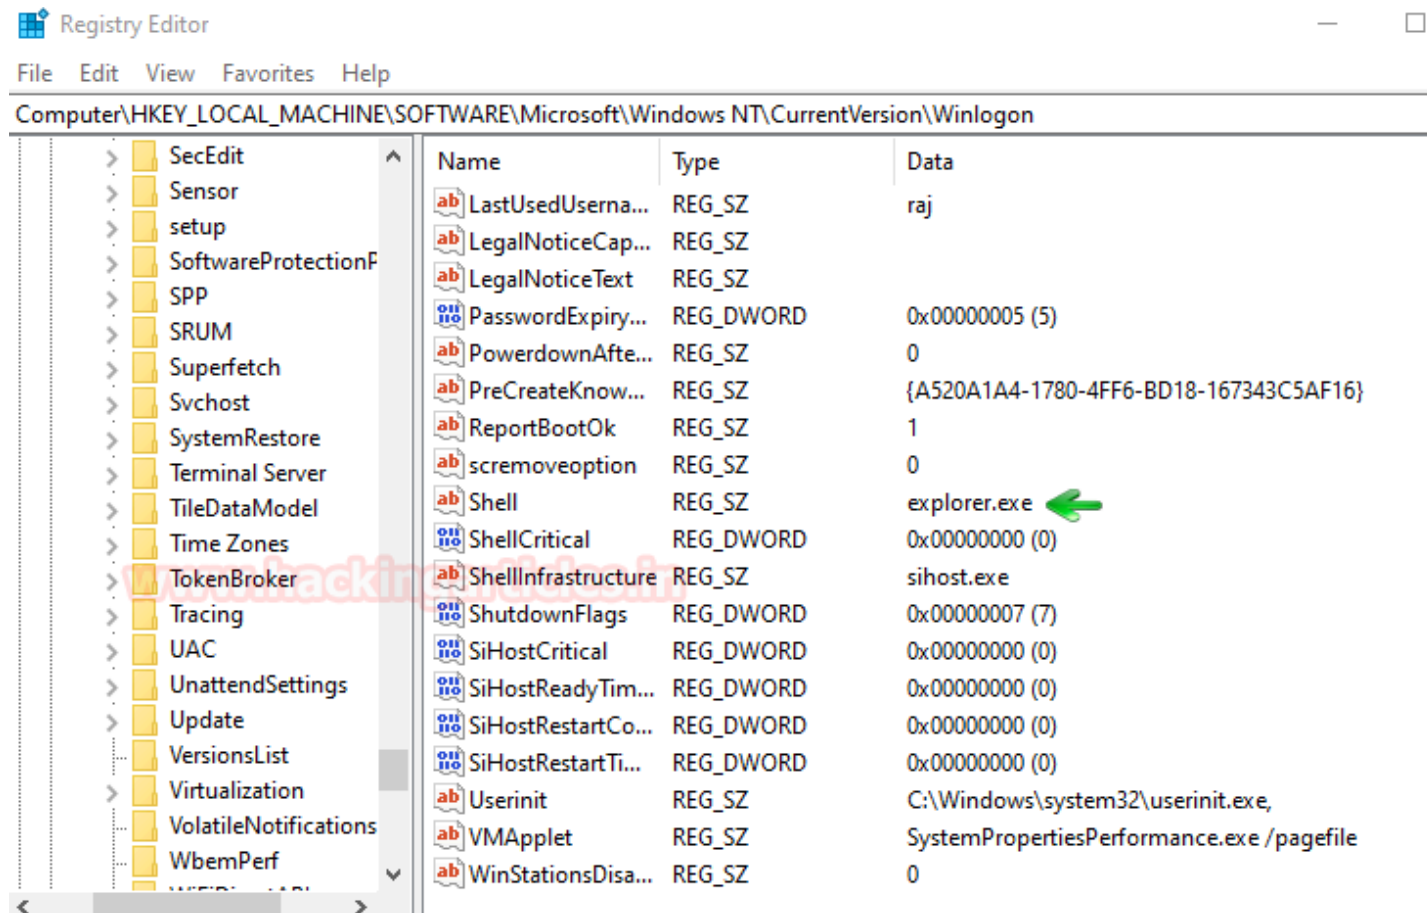 Registry Editor
File Edit View Favorites Help
Computer\HKEY_LOCAL_MACHINE\SOFTWARE\Microsoft\Windows NT\CurrentVersion\Winlogon
SecEdit
Sensor
setup
SoftwareProtectionP
SPP
SRUM
Superfetch
Svchost
SystemRestore
Terminal Server
TileDataModel
Time Zones
TokenBroker
Tracing
UAC
UnattendSettings
Update
VersionsList
Virtualization
VolatileNotifications
WbemPerf
Name Type Data
LastUsedUserna... REG_SZ raj
LegalNoticeCap... REG_SZ
LegalNoticeText REG_SZ
PasswordExpiry... REG_DWORD 0x00000005 (5)
PowerdownAfte... REG_SZ 0
PreCreateKnow... REG_SZ {A520A1A4-1780-4FF6-BD18-167343C5AF16}
ReportBootOk REG_SZ 1
scremoveoption REG_SZ 0
Shell REG_SZ explorer.exe
ShellCritical REG_DWORD 0x00000000 (0)
ShellInfrastructure REG_SZ sihost.exe
ShutdownFlags REG_DWORD 0x00000007 (7)
SiHostCritical REG_DWORD 0x00000000 (0)
SiHostReadyTim... REG_DWORD 0x00000000 (0)
SiHostRestartCo... REG_DWORD 0x00000000 (0)
SiHostRestartTi... REG_DWORD 0x00000000 (0)
Userinit REG_SZ C:\Windows\system32\userinit.exe,
VMApplet REG_SZ SystemPropertiesPerformance.exe /pagefile
WinStationsDisa... REG_SZ 0
www.hackingarticles.in